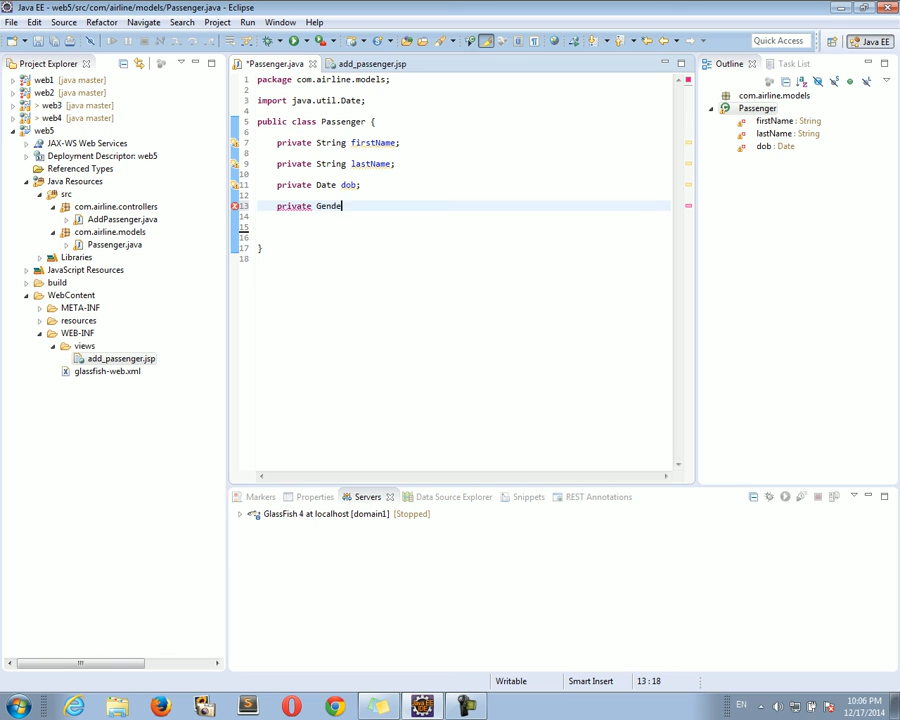 Java EE - web5/src/com/airline/models/Passenger.java - Eclipse
File Edit Source Refactor Navigate Search Project Run Window Help
Quick Access
Java EE
Project Explorer
web1 [java master]
web2 [java master]
> web3 [java master]
> web4 [java master]
web5
JAX-WS Web Services
Deployment Descriptor: web5
Referenced Types
Java Resources
src
com.airline.controllers
AddPassenger.java
com.airline.models
Passenger.java
Libraries
JavaScript Resources
build
WebContent
META-INF
resources
WEB-INF
views
add_passenger.jsp
glassfish-web.xml
*Passenger.java
add_passenger.jsp
1 package com.airline.models;
2
3 import java.util.Date;
4
5 public class Passenger {
6
7 private String firstName;
8
9 private String lastName;
10
11 private Date dob;
12
13 private Gende
14
15
16
17 }
18
Outline
Task List
com.airline.models
Passenger
firstName : String
lastName : String
dob : Date
Markers
Properties
Servers
Data Source Explorer
Snippets
REST Annotations
GlassFish 4 at localhost [domain1] [Stopped]
Writable
Smart Insert
13 : 18
EN
10:06 PM
12/17/2014